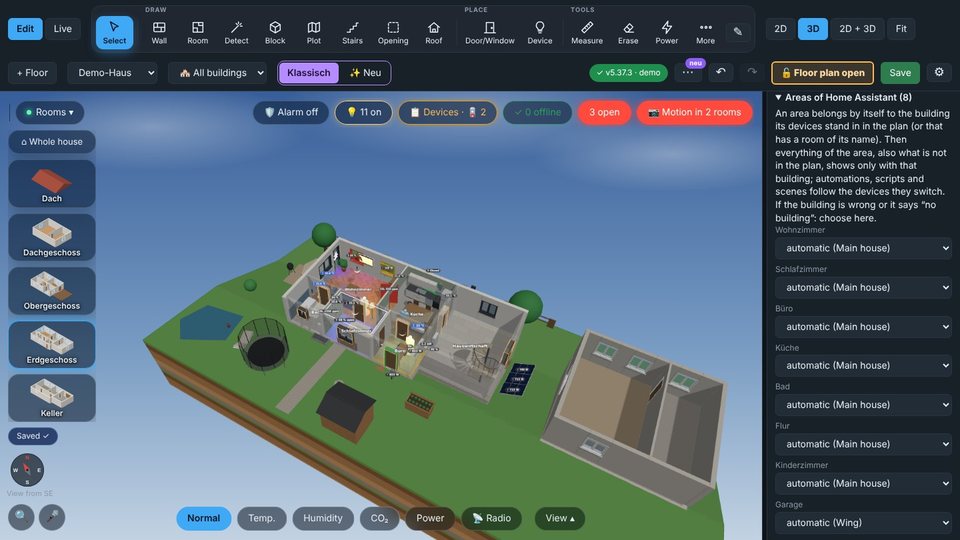 DRAW
PLACE
TOOLS
Edit
Live
Select
Wall
Room
Detect
Block
Plot
Stairs
Opening
Roof
Door/Window
Device
Measure
Erase
Power
More
2D
3D
2D + 3D
Fit
+ Floor
Demo-Haus
All buildings
Klassisch
Neu
✓ v5.37.3 · demo
neu
Floor plan open
Save
Rooms ▾
Alarm off
11 on
Devices · 2
✓ 0 offline
3 open
Motion in 2 rooms
⌂ Whole house
Dach
Dachgeschoss
Obergeschoss
Erdgeschoss
Keller
Saved ✓
N
W
E
S
View from SE
Küche
Büro
Hauswirtschaft
Normal
Temp.
Humidity
CO₂
Power
Radio
View ▴
▼ Areas of Home Assistant (8)
An area belongs by itself to the building
its devices stand in in the plan (or that
has a room of its name). Then
everything of the area, also what is not
in the plan, shows only with that
building; automations, scripts and
scenes follow the devices they switch.
If the building is wrong or it says “no
building”: choose here.
Wohnzimmer
automatic (Main house)
Schlafzimmer
automatic (Main house)
Büro
automatic (Main house)
Küche
automatic (Main house)
Bad
automatic (Main house)
Flur
automatic (Main house)
Kinderzimmer
automatic (Main house)
Garage
automatic (Wing)